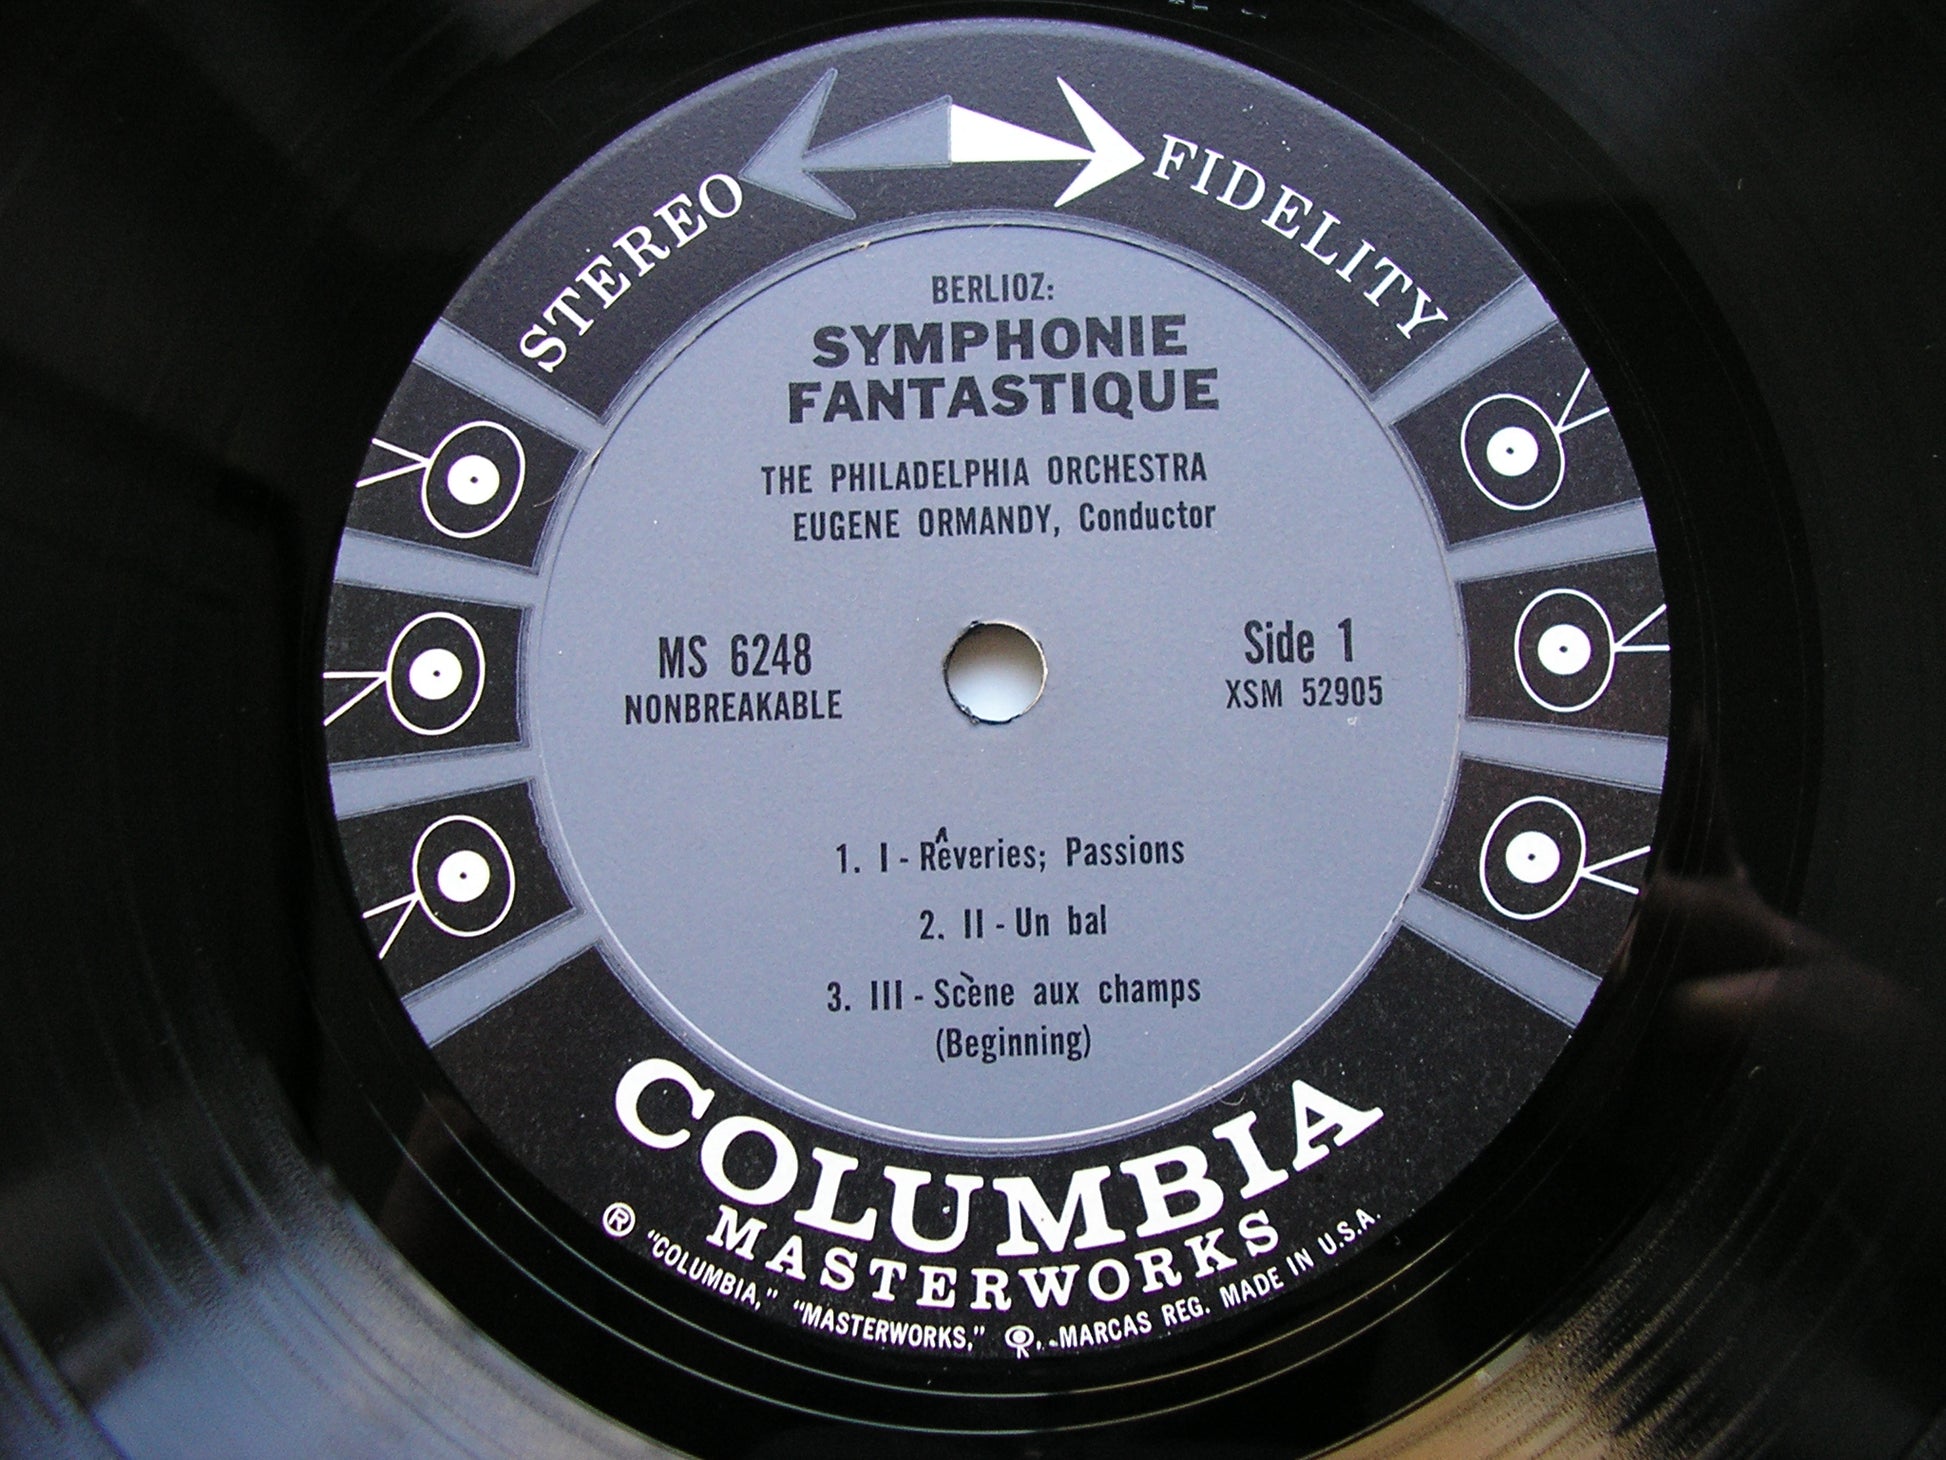 STEREO FIDELITY
BERLIOZ:
SYMPHONIE
FANTASTIQUE
THE PHILADELPHIA ORCHESTRA
EUGENE ORMANDY, Conductor
MS 6248
NONBREAKABLE
Side 1
XSM 52905
1. I - Rêveries; Passions
2. II - Un bal
3. III - Scène aux champs
(Beginning)
COLUMBIA
MASTERWORKS
® "COLUMBIA," "MASTERWORKS," , MARCAS REG. MADE IN U.S.A.